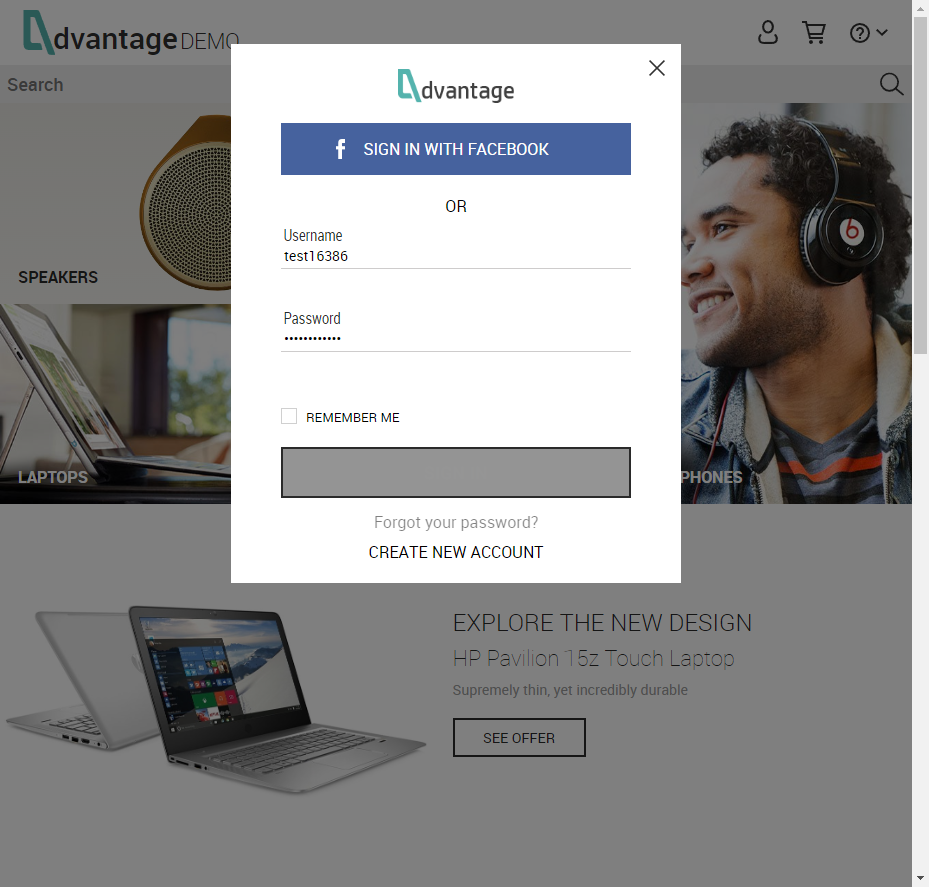 dvantage DEMO
Search
dvantage
SIGN IN WITH FACEBOOK
OR
Username
test16386
Password
••••••••••••
REMEMBER ME
Forgot your password?
CREATE NEW ACCOUNT
SPEAKERS
LAPTOPS
PHONES
EXPLORE THE NEW DESIGN
HP Pavilion 15z Touch Laptop
Supremely thin, yet incredibly durable
SEE OFFER